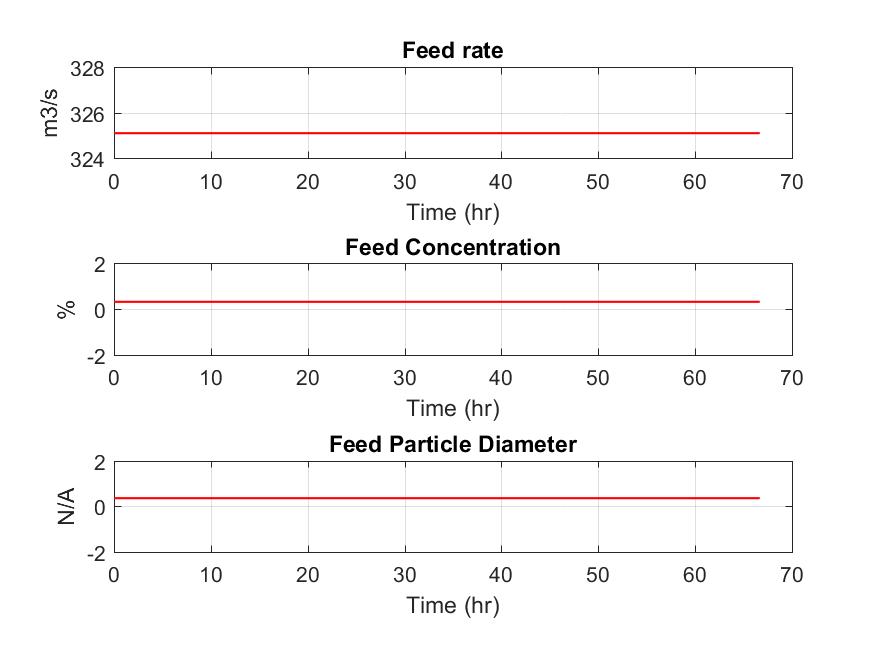 Feed rate
328
326
324
m3/s
0 10 20 30 40 50 60 70
Time (hr)
Feed Concentration
2
0
-2
%
0 10 20 30 40 50 60 70
Time (hr)
Feed Particle Diameter
2
0
-2
N/A
0 10 20 30 40 50 60 70
Time (hr)